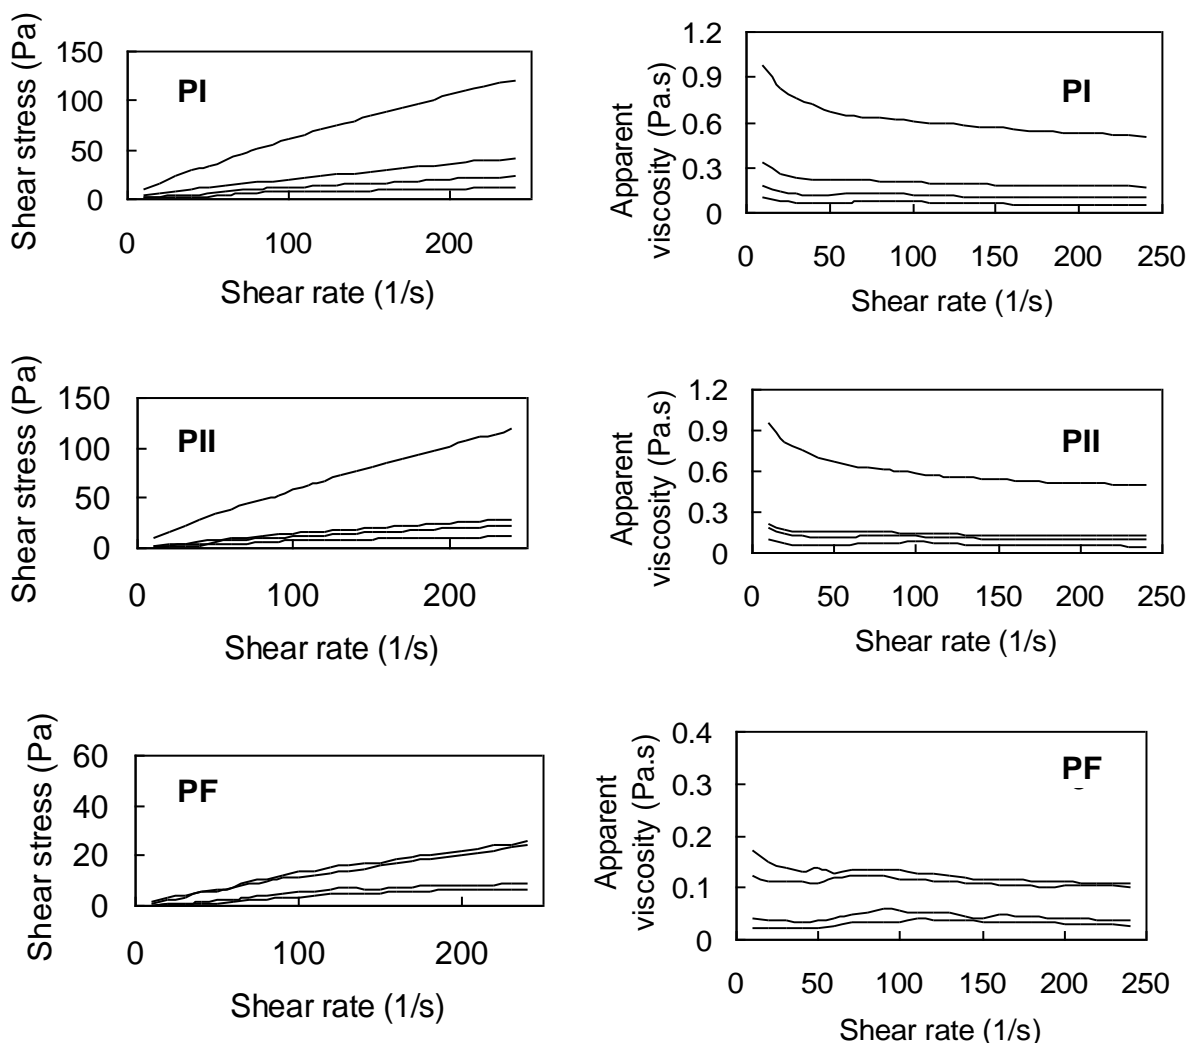 Shear stress (Pa)
150
100
50
0
PI
0 100 200
Shear rate (1/s)
Apparent
viscosity (Pa.s)
1.2
0.9
0.6
0.3
0
PI
0 50 100 150 200 250
Shear rate (1/s)
Shear stress (Pa)
150
100
50
0
PII
0 100 200
Shear rate (1/s)
Apparent
viscosity (Pa.s)
1.2
0.9
0.6
0.3
0
PII
0 50 100 150 200 250
Shear rate (1/s)
Shear stress (Pa)
60
40
20
0
PF
0 100 200
Shear rate (1/s)
Apparent
viscosity (Pa.s)
0.4
0.3
0.2
0.1
0
PF
0 50 100 150 200 250
Shear rate (1/s)